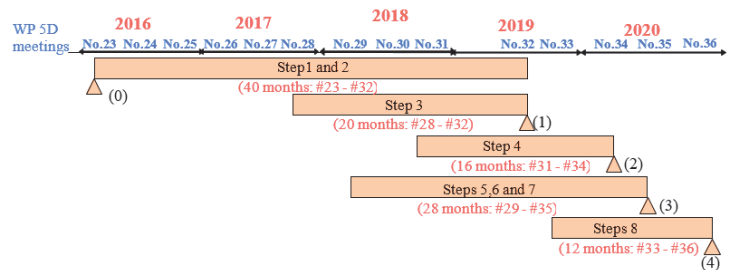 2016 2017 2018 2019 2020
WP 5D
meetings
No.23 No.24 No.25 No.26 No.27 No.28 No.29 No.30 No.31 No.32 No.33 No.34 No.35 No.36
Step1 and 2
(0)
(40 months: #23 - #32)
Step 3
(20 months: #28 - #32)
(1)
Step 4
(16 months: #31 - #34)
(2)
Steps 5,6 and 7
(28 months: #29 - #35)
(3)
Steps 8
(12 months: #33 - #36)
(4)